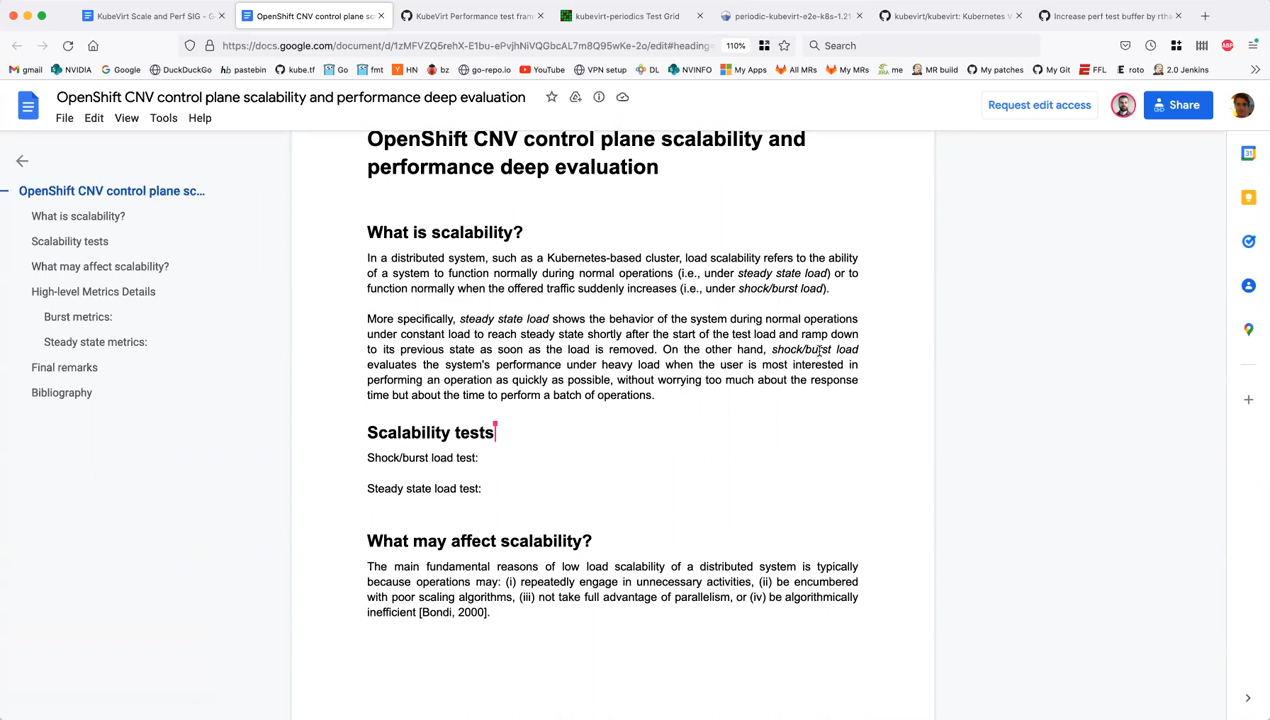 KubeVirt Scale and Perf SIG - G
OpenShift CNV control plane sc
KubeVirt Performance test fram
kubevirt-periodics Test Grid
periodic-kubevirt-e2e-k8s-1.21
kubevirt/kubevirt: Kubernetes V
Increase perf test buffer by rtha
https://docs.google.com/document/d/1zMFVZQ5rehX-E1bu-ePvjhNiVQGbcAL7m8Q95wKe-2o/edit#heading=
110%
Search
gmail
NVIDIA
Google
DuckDuckGo
pastebin
kube.tf
Go
fmt
HN
bz
go-repo.io
YouTube
VPN setup
DL
NVINFO
My Apps
All MRs
My MRs
me
MR build
My patches
My Git
FFL
roto
2.0 Jenkins
OpenShift CNV control plane scalability and performance deep evaluation
File Edit View Tools Help
Request edit access
Share
OpenShift CNV control plane sc...
What is scalability?
Scalability tests
What may affect scalability?
High-level Metrics Details
Burst metrics:
Steady state metrics:
Final remarks
Bibliography
OpenShift CNV control plane scalability and
performance deep evaluation
What is scalability?
In a distributed system, such as a Kubernetes-based cluster, load scalability refers to the ability
of a system to function normally during normal operations (i.e., under steady state load) or to
function normally when the offered traffic suddenly increases (i.e., under shock/burst load).
More specifically, steady state load shows the behavior of the system during normal operations
under constant load to reach steady state shortly after the start of the test load and ramp down
to its previous state as soon as the load is removed. On the other hand, shock/burst load
evaluates the system's performance under heavy load when the user is most interested in
performing an operation as quickly as possible, without worrying too much about the response
time but about the time to perform a batch of operations.
Scalability tests
Shock/burst load test:
Steady state load test:
What may affect scalability?
The main fundamental reasons of low load scalability of a distributed system is typically
because operations may: (i) repeatedly engage in unnecessary activities, (ii) be encumbered
with poor scaling algorithms, (iii) not take full advantage of parallelism, or (iv) be algorithmically
inefficient [Bondi, 2000].